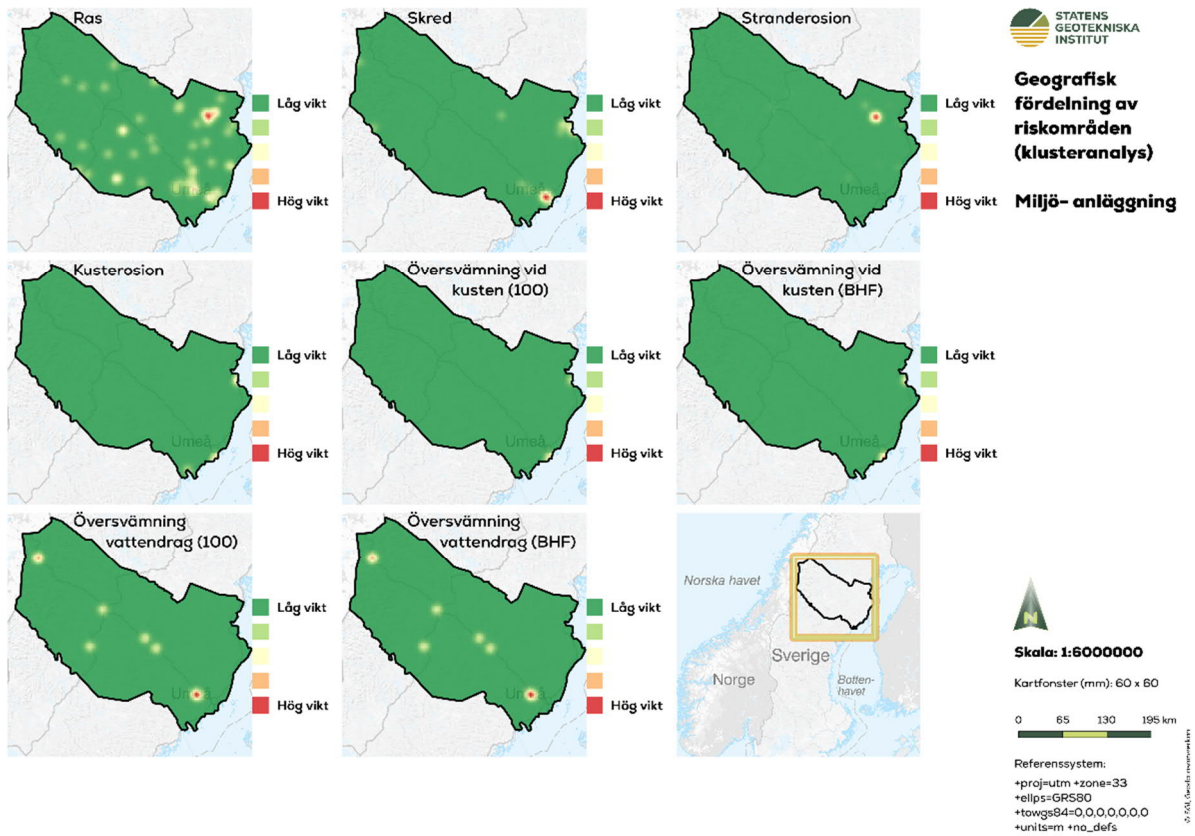 Ras
Umeå
Låg vikt
Hög vikt
Skred
Låg vikt
Hög vikt
Stranderosion
Låg vikt
Hög vikt
STATENS
GEOTEKNISKA
INSTITUT
Geografisk
fördelning av
riskområden
(klusteranalys)
Miljö- anläggning
Kusterosion
Umeå
Låg vikt
Hög vikt
Översvämning vid
kusten (100)
Umeå
Låg vikt
Hög vikt
Översvämning vid
kusten (BHF)
Umeå
Låg vikt
Hög vikt
Översvämning
vattendrag (100)
Umeå
Låg vikt
Hög vikt
Översvämning
vattendrag (BHF)
Umeå
Låg vikt
Hög vikt
Norska havet
Sverige
Norge
Botten-
havet
N
Skala: 1:6000000
Kartfonster (mm): 60 x 60
0 65 130 195 km
Referenssystem:
+proj=utm +zone=33
+ellps=GRS80
+towgs84=0,0,0,0,0,0,0
+units=m +no_defs